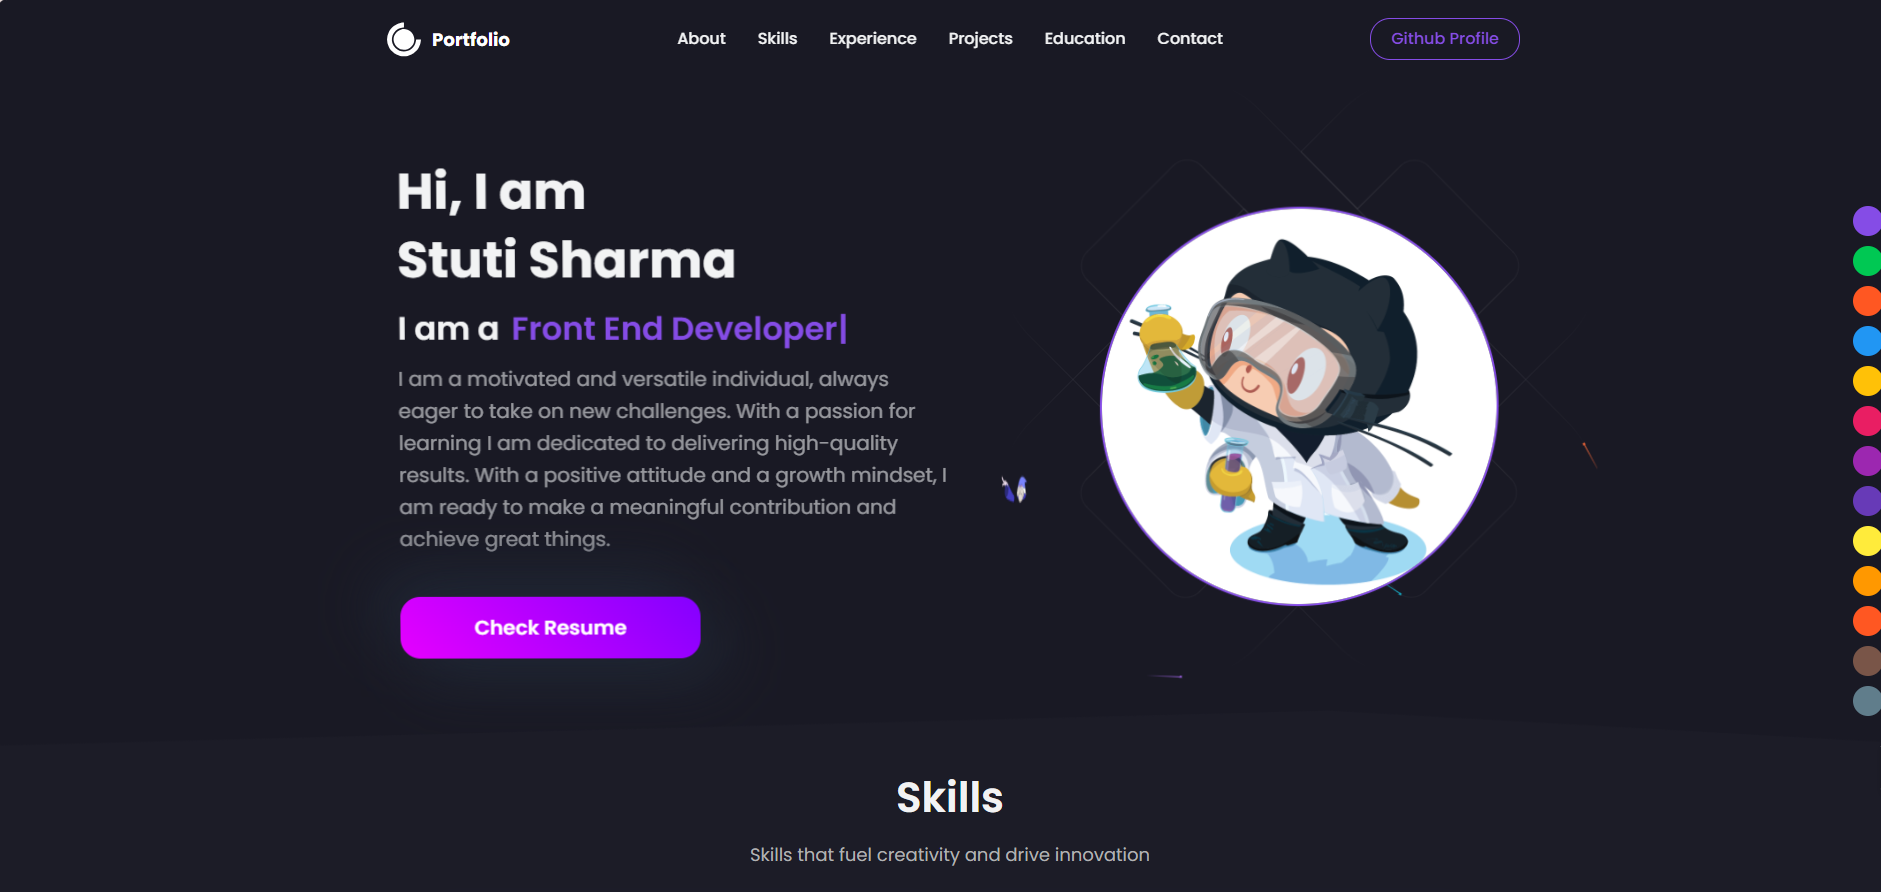 Portfolio
About Skills Experience Projects Education Contact
Github Profile
Hi, I am
Stuti Sharma
I am a Front End Developer|
I am a motivated and versatile individual, always
eager to take on new challenges. With a passion for
learning I am dedicated to delivering high-quality
results. With a positive attitude and a growth mindset, I
am ready to make a meaningful contribution and
achieve great things.
Check Resume
Skills
Skills that fuel creativity and drive innovation